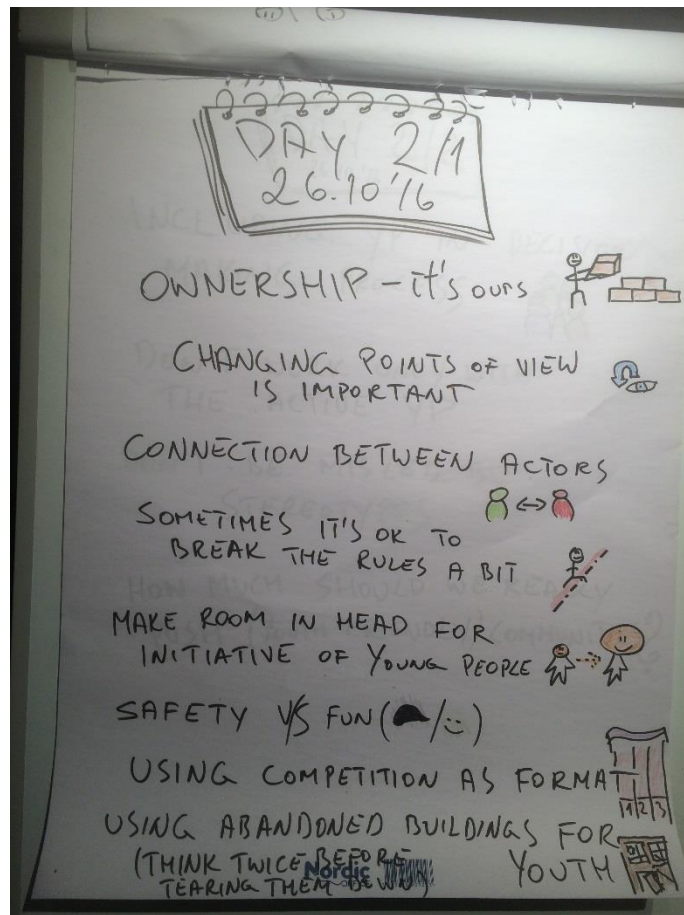 DAY 2/1
26.10'16
OWNERSHIP - it's ours
CHANGING POINTS OF VIEW
IS IMPORTANT
CONNECTION BETWEEN ACTORS
SOMETIMES IT'S OK TO
BREAK THE RULES A BIT
MAKE ROOM IN HEAD FOR
INITIATIVE OF YOUNG PEOPLE
SAFETY V/S FUN ( / )
USING COMPETITION AS FORMAT
1 2 3
USING ABANDONED BUILDINGS FOR
YOUTH
(THINK TWICE BEFORE
TEARING THEM DOWN)
Nordic